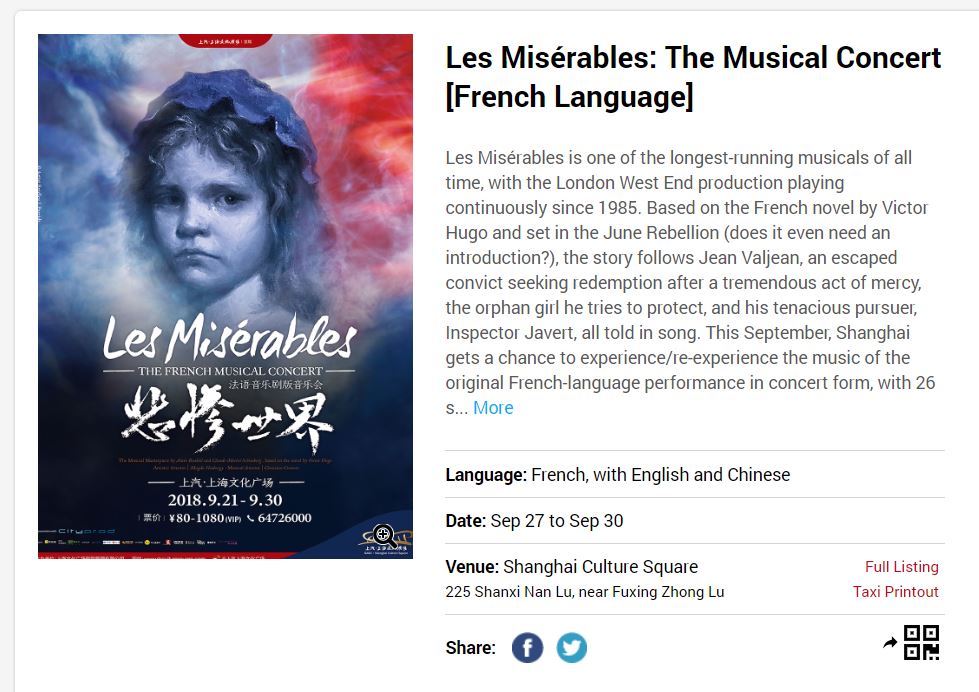 Les Misérables
THE FRENCH MUSICAL CONCERT
法语音乐剧版音乐会
悲惨世界
上汽·上海文化广场
2018.9.21-9.30
票价 ¥80-1080(VIP) 64726000
Cityprod
Les Misérables: The Musical Concert
[French Language]
Les Misérables is one of the longest-running musicals of all
time, with the London West End production playing
continuously since 1985. Based on the French novel by Victor
Hugo and set in the June Rebellion (does it even need an
introduction?), the story follows Jean Valjean, an escaped
convict seeking redemption after a tremendous act of mercy,
the orphan girl he tries to protect, and his tenacious pursuer,
Inspector Javert, all told in song. This September, Shanghai
gets a chance to experience/re-experience the music of the
original French-language performance in concert form, with 26
s... More
Language: French, with English and Chinese
Date: Sep 27 to Sep 30
Venue: Shanghai Culture Square
Full Listing
225 Shanxi Nan Lu, near Fuxing Zhong Lu
Taxi Printout
Share: